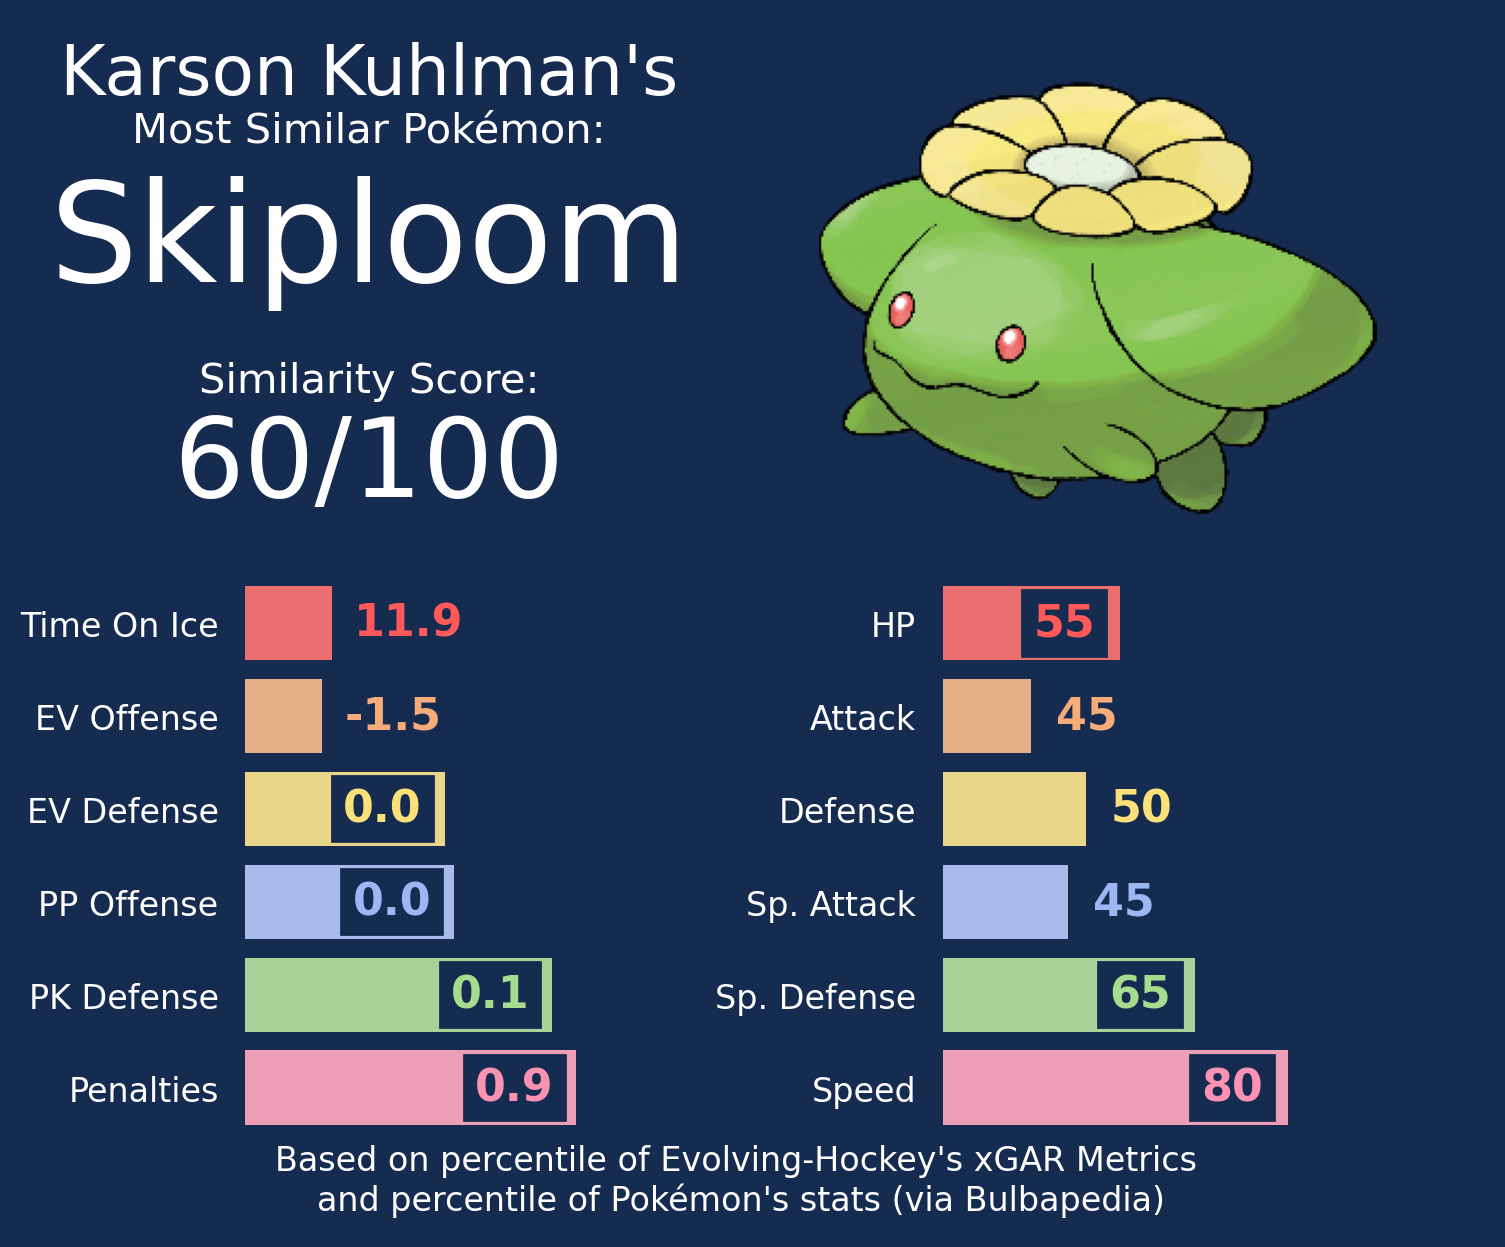 Karson Kuhlman's
Most Similar Pokémon:
Skiploom
Similarity Score:
60/100
Time On Ice 11.9
EV Offense -1.5
EV Defense 0.0
PP Offense 0.0
PK Defense 0.1
Penalties 0.9
HP 55
Attack 45
Defense 50
Sp. Attack 45
Sp. Defense 65
Speed 80
Based on percentile of Evolving-Hockey's xGAR Metrics
and percentile of Pokémon's stats (via Bulbapedia)